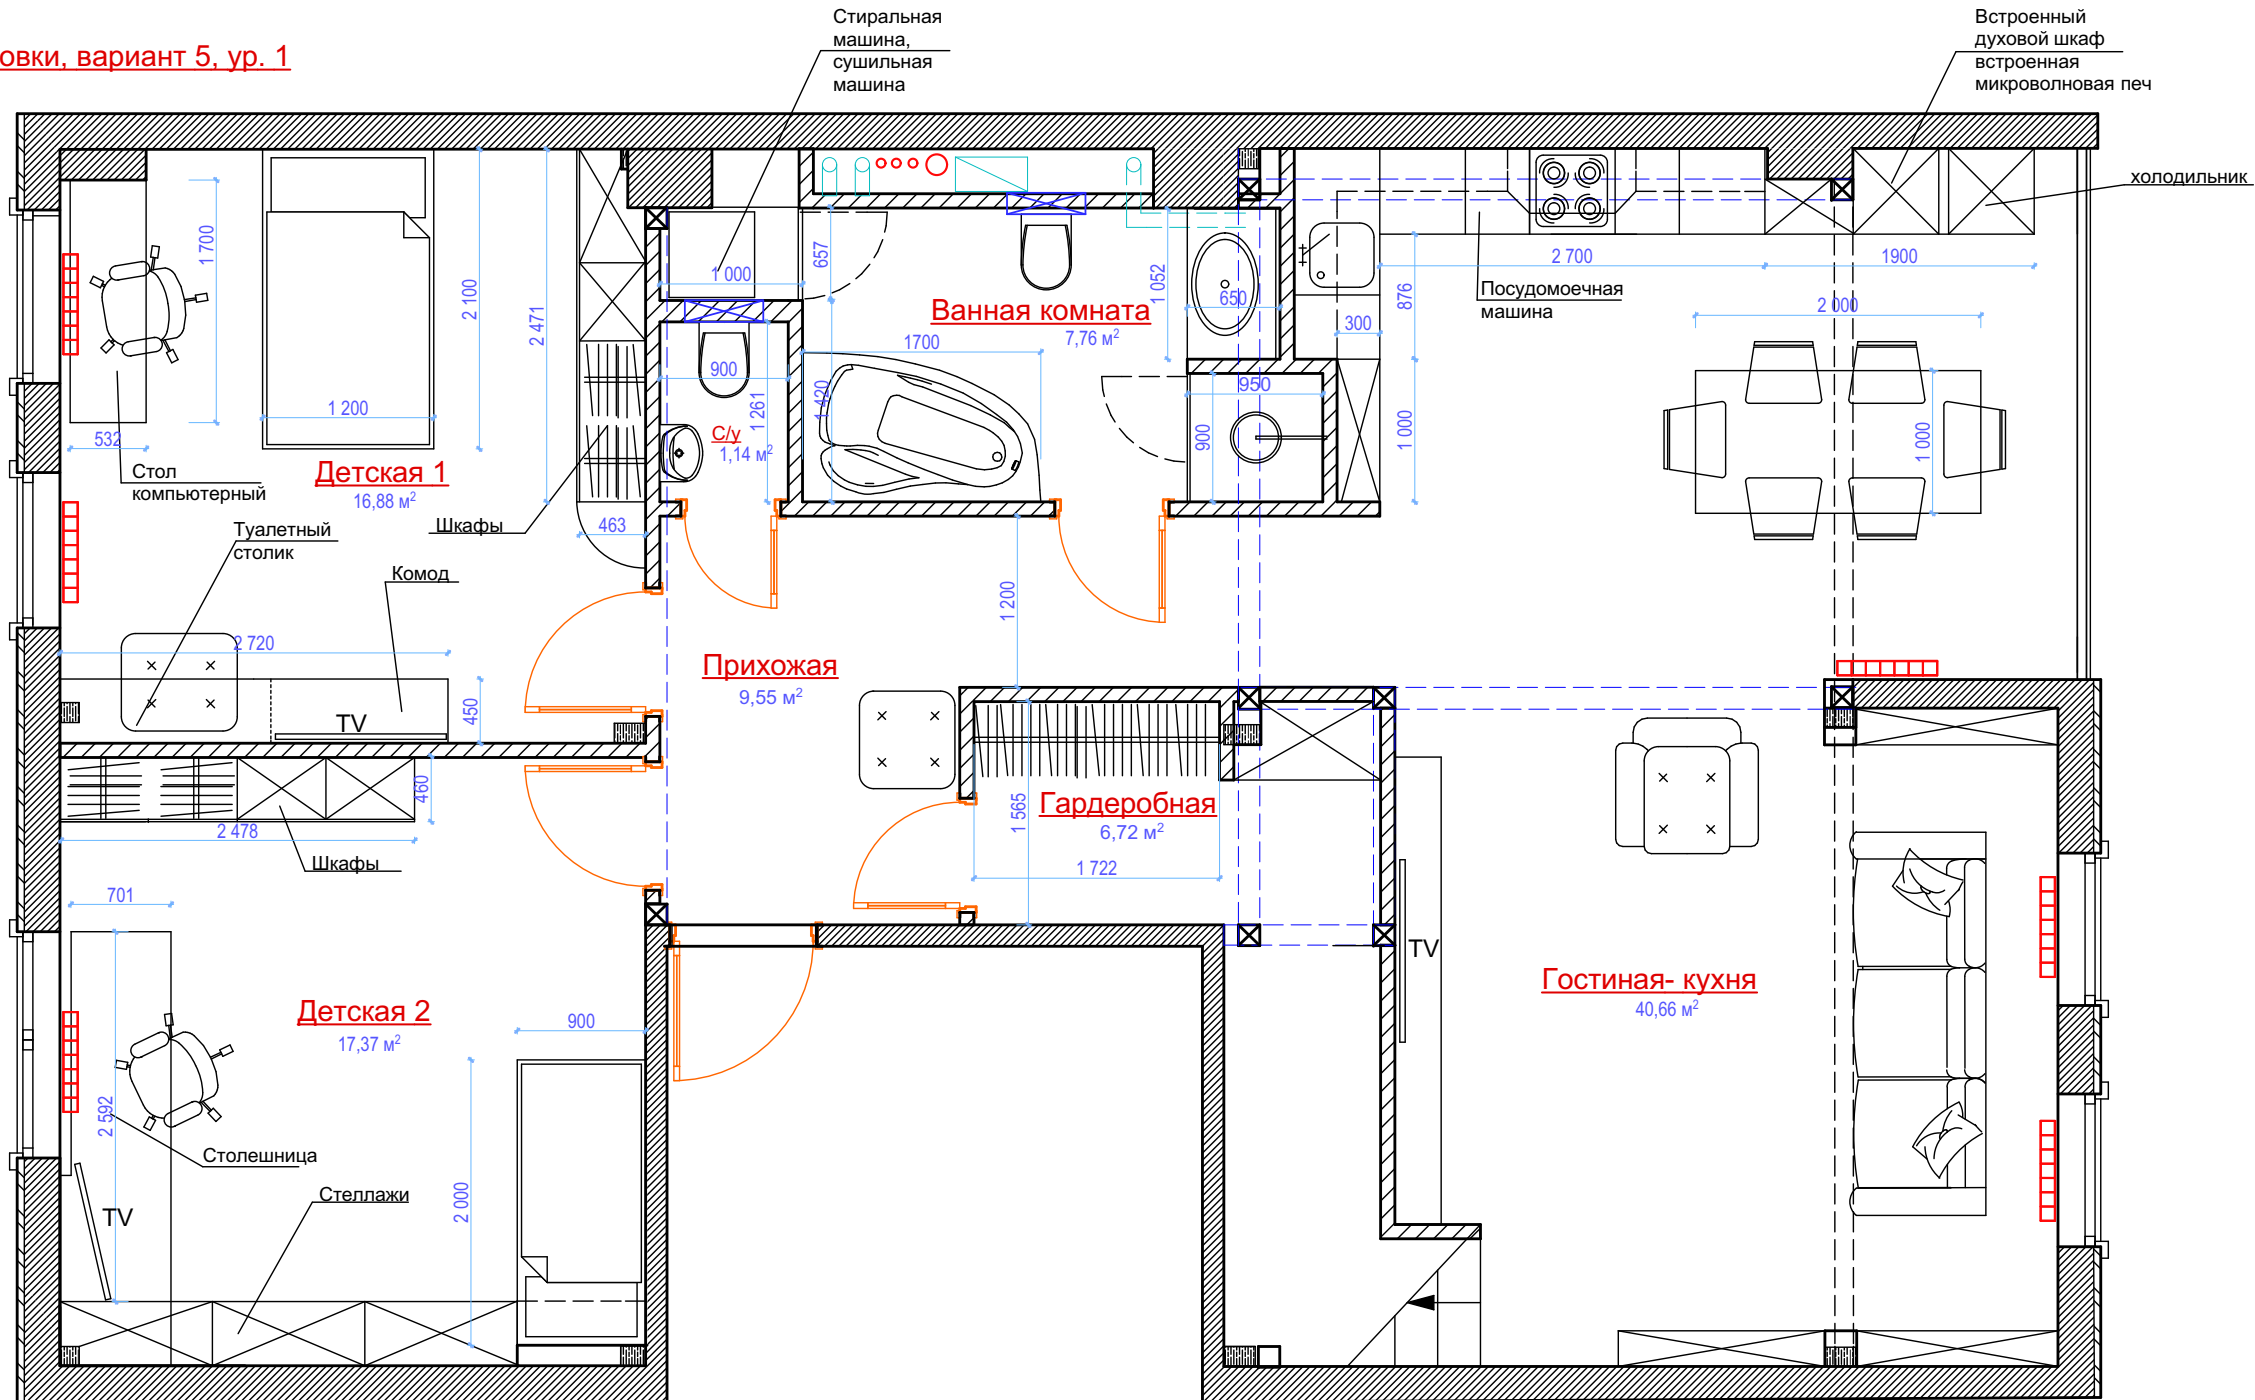 овки, вариант 5, ур. 1
Стиральная
машина,
сушильная
машина
Встроенный
духовой шкаф
встроенная
микроволновая печ
холодильник
1 700
2 100
2 471
1 200
532
Стол
компьютерный
Детская 1
16,88 м²
Туалетный
столик
Шкафы
463
Комод
2 720
450
TV
1 000
657
900
1 261
С/у
1,14 м²
Ванная комната
7,76 м²
1700
1 420
1 052
650
950
900
300
876
1 000
2 700
1900
Посудомоечная
машина
2 000
1 000
1 200
Прихожая
9,55 м²
Гардеробная
6,72 м²
1 565
1 722
460
2 478
Шкафы
701
Детская 2
17,37 м²
900
2 592
Столешница
Стеллажи
2 000
TV
TV
Гостиная- кухня
40,66 м²